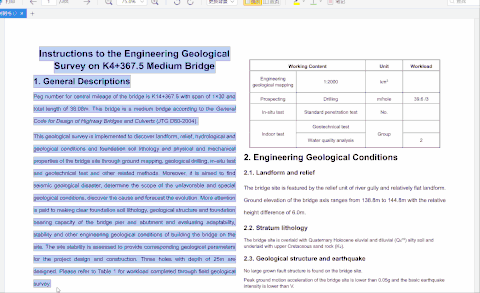 75.0%
Instructions to the Engineering Geological
Survey on K4+367.5 Medium Bridge
1. General Descriptions
Peg number for central mileage of the bridge is K14+367.5 with span of 1×30 and
total length of 38.08m. This bridge is a medium bridge according to the General
Code for Design of Highway Bridges and Culverts (JTG D60-2004).
This geological survey is implemented to discover landform, relief, hydrological and
geological conditions and foundation soil lithology and physical and mechanical
properties of the bridge site through ground mapping, geological drilling, in-situ test
and geotechnical test and other related methods. Moreover, it is aimed to find
seismic geological disaster, determine the scope of the unfavorable and special
geological conditions, discover the cause and forecast the evolution. More attention
is paid to making clear foundation soil lithology, geological structure and foundation
bearing capacity of the bridge pier and abutment and evaluating adaptability,
stability and other engineering geological conditions of building the bridge on
the site. The site stability is assessed to provide corresponding geological parameters
for the project design and construction. Three holes with depth of 25m are
designed. Please refer to Table 1 for workload completed through field geological
survey.
Working Content Unit Workload
Engineering geological mapping 1:2000 km²
Prospecting Drilling m/hole 39.6 /3
In-situ test Standard penetration test No.
Indoor test Geotechnical test Group
Water quality analysis 2
2. Engineering Geological Conditions
2.1. Landform and relief
The bridge site is featured by the relief unit of river gully and relatively flat landform.
Ground elevation of the bridge axis ranges from 138.8m to 144.8m with the relative
height difference of 6.0m.
2.2. Stratum lithology
The bridge site is overlaid with Quaternary Holocene eluvial and diluvial silty soil and
underlaid with upper Cretaceous sand rock (K₂).
2.3. Geological structure and earthquake
No large grown fault structure is found on the bridge site.
Peak ground motion acceleration of the bridge site is lower than 0.05g and the basic earthquake
intensity is lower than V.